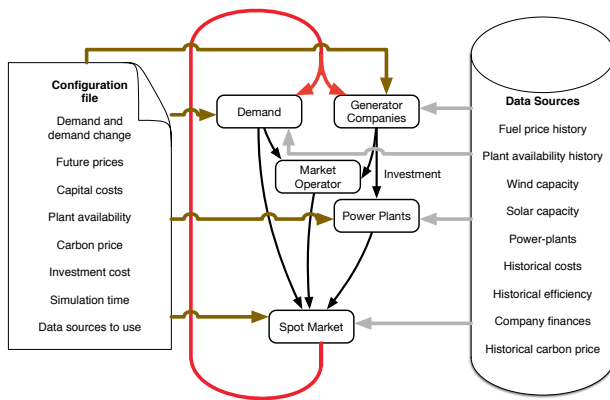 Configuration
file
Demand and
demand change
Future prices
Capital costs
Plant availability
Carbon price
Investment cost
Simulation time
Data sources to use
Demand
Generator
Companies
Market
Operator
Investment
Power Plants
Spot Market
Data Sources
Fuel price history
Plant availability history
Wind capacity
Solar capacity
Power-plants
Historical costs
Historical efficiency
Company finances
Historical carbon price